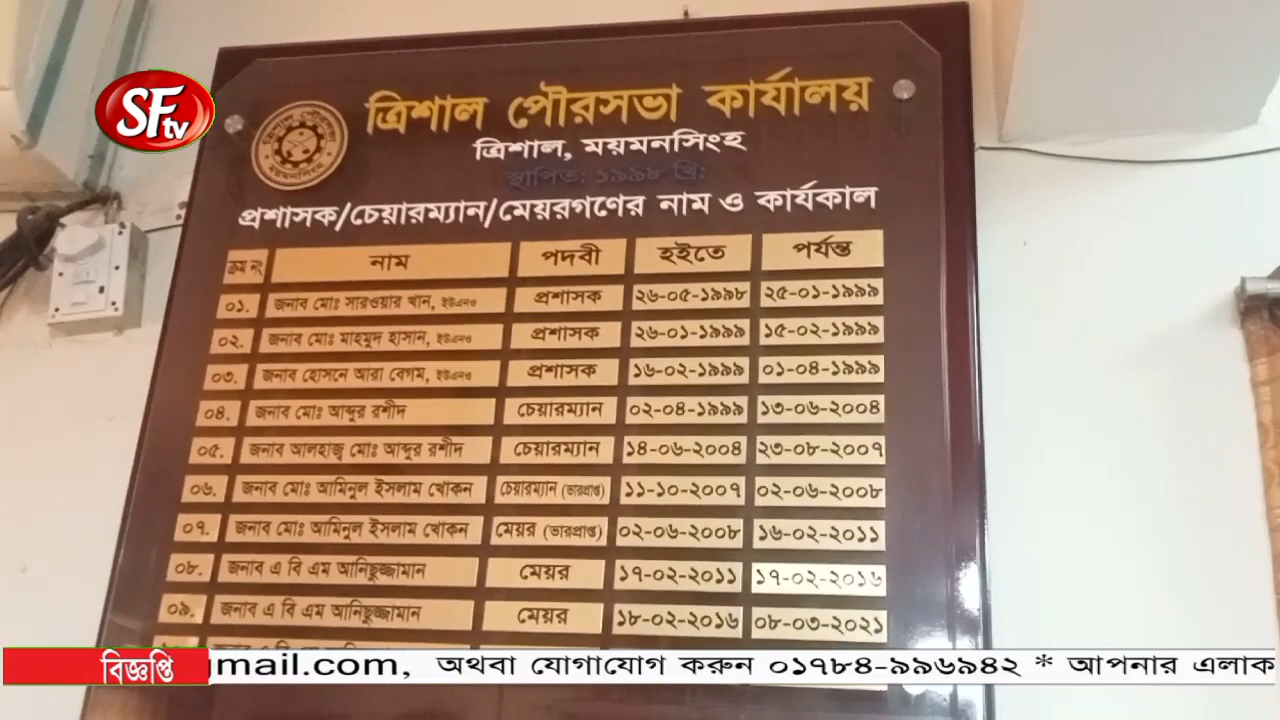 SF tv
ত্রিশাল পৌরসভা কার্যালয়
ত্রিশাল, ময়মনসিংহ
স্থাপিত: ১৯৯৮ খ্রি:
প্রশাসক/চেয়ারম্যান/মেয়রগণের নাম ও কার্যকাল
ক্রম নং নাম পদবী হইতে পর্যন্ত
০১. জনাব মোঃ সারওয়ার খান, ইউএনও প্রশাসক ২৬-০৫-১৯৯৮ ২৫-০১-১৯৯৯
০২. জনাব মোঃ মাহমুদ হাসান, ইউএনও প্রশাসক ২৬-০১-১৯৯৯ ১৫-০২-১৯৯৯
০৩. জনাব হোসনে আরা বেগম, ইউএনও প্রশাসক ১৬-০২-১৯৯৯ ০১-০৪-১৯৯৯
০৪. জনাব মোঃ আব্দুর রশীদ চেয়ারম্যান ০২-০৪-১৯৯৯ ১৩-০৬-২০০৪
০৫. জনাব আলহাজ্ব মোঃ আব্দুর রশীদ চেয়ারম্যান ১৪-০৬-২০০৪ ২৩-০৮-২০০৭
০৬. জনাব মোঃ আমিনুল ইসলাম খোকন চেয়ারম্যান (ভারপ্রাপ্ত) ১১-১০-২০০৭ ০২-০৬-২০০৮
০৭. জনাব মোঃ আমিনুল ইসলাম খোকন মেয়র (ভারপ্রাপ্ত) ০২-০৬-২০০৮ ১৬-০২-২০১১
০৮. জনাব এ বি এম আনিছুজ্জামান মেয়র ১৭-০২-২০১১ ১৭-০২-২০১৬
০৯. জনাব এ বি এম আনিছুজ্জামান মেয়র ১৮-০২-২০১৬ ০৮-০৩-২০২১
বিজ্ঞপ্তি gmail.com, অথবা যোগাযোগ করুন ০১৭৮৪-৯৯৬৯৪২ * আপনার এলাক